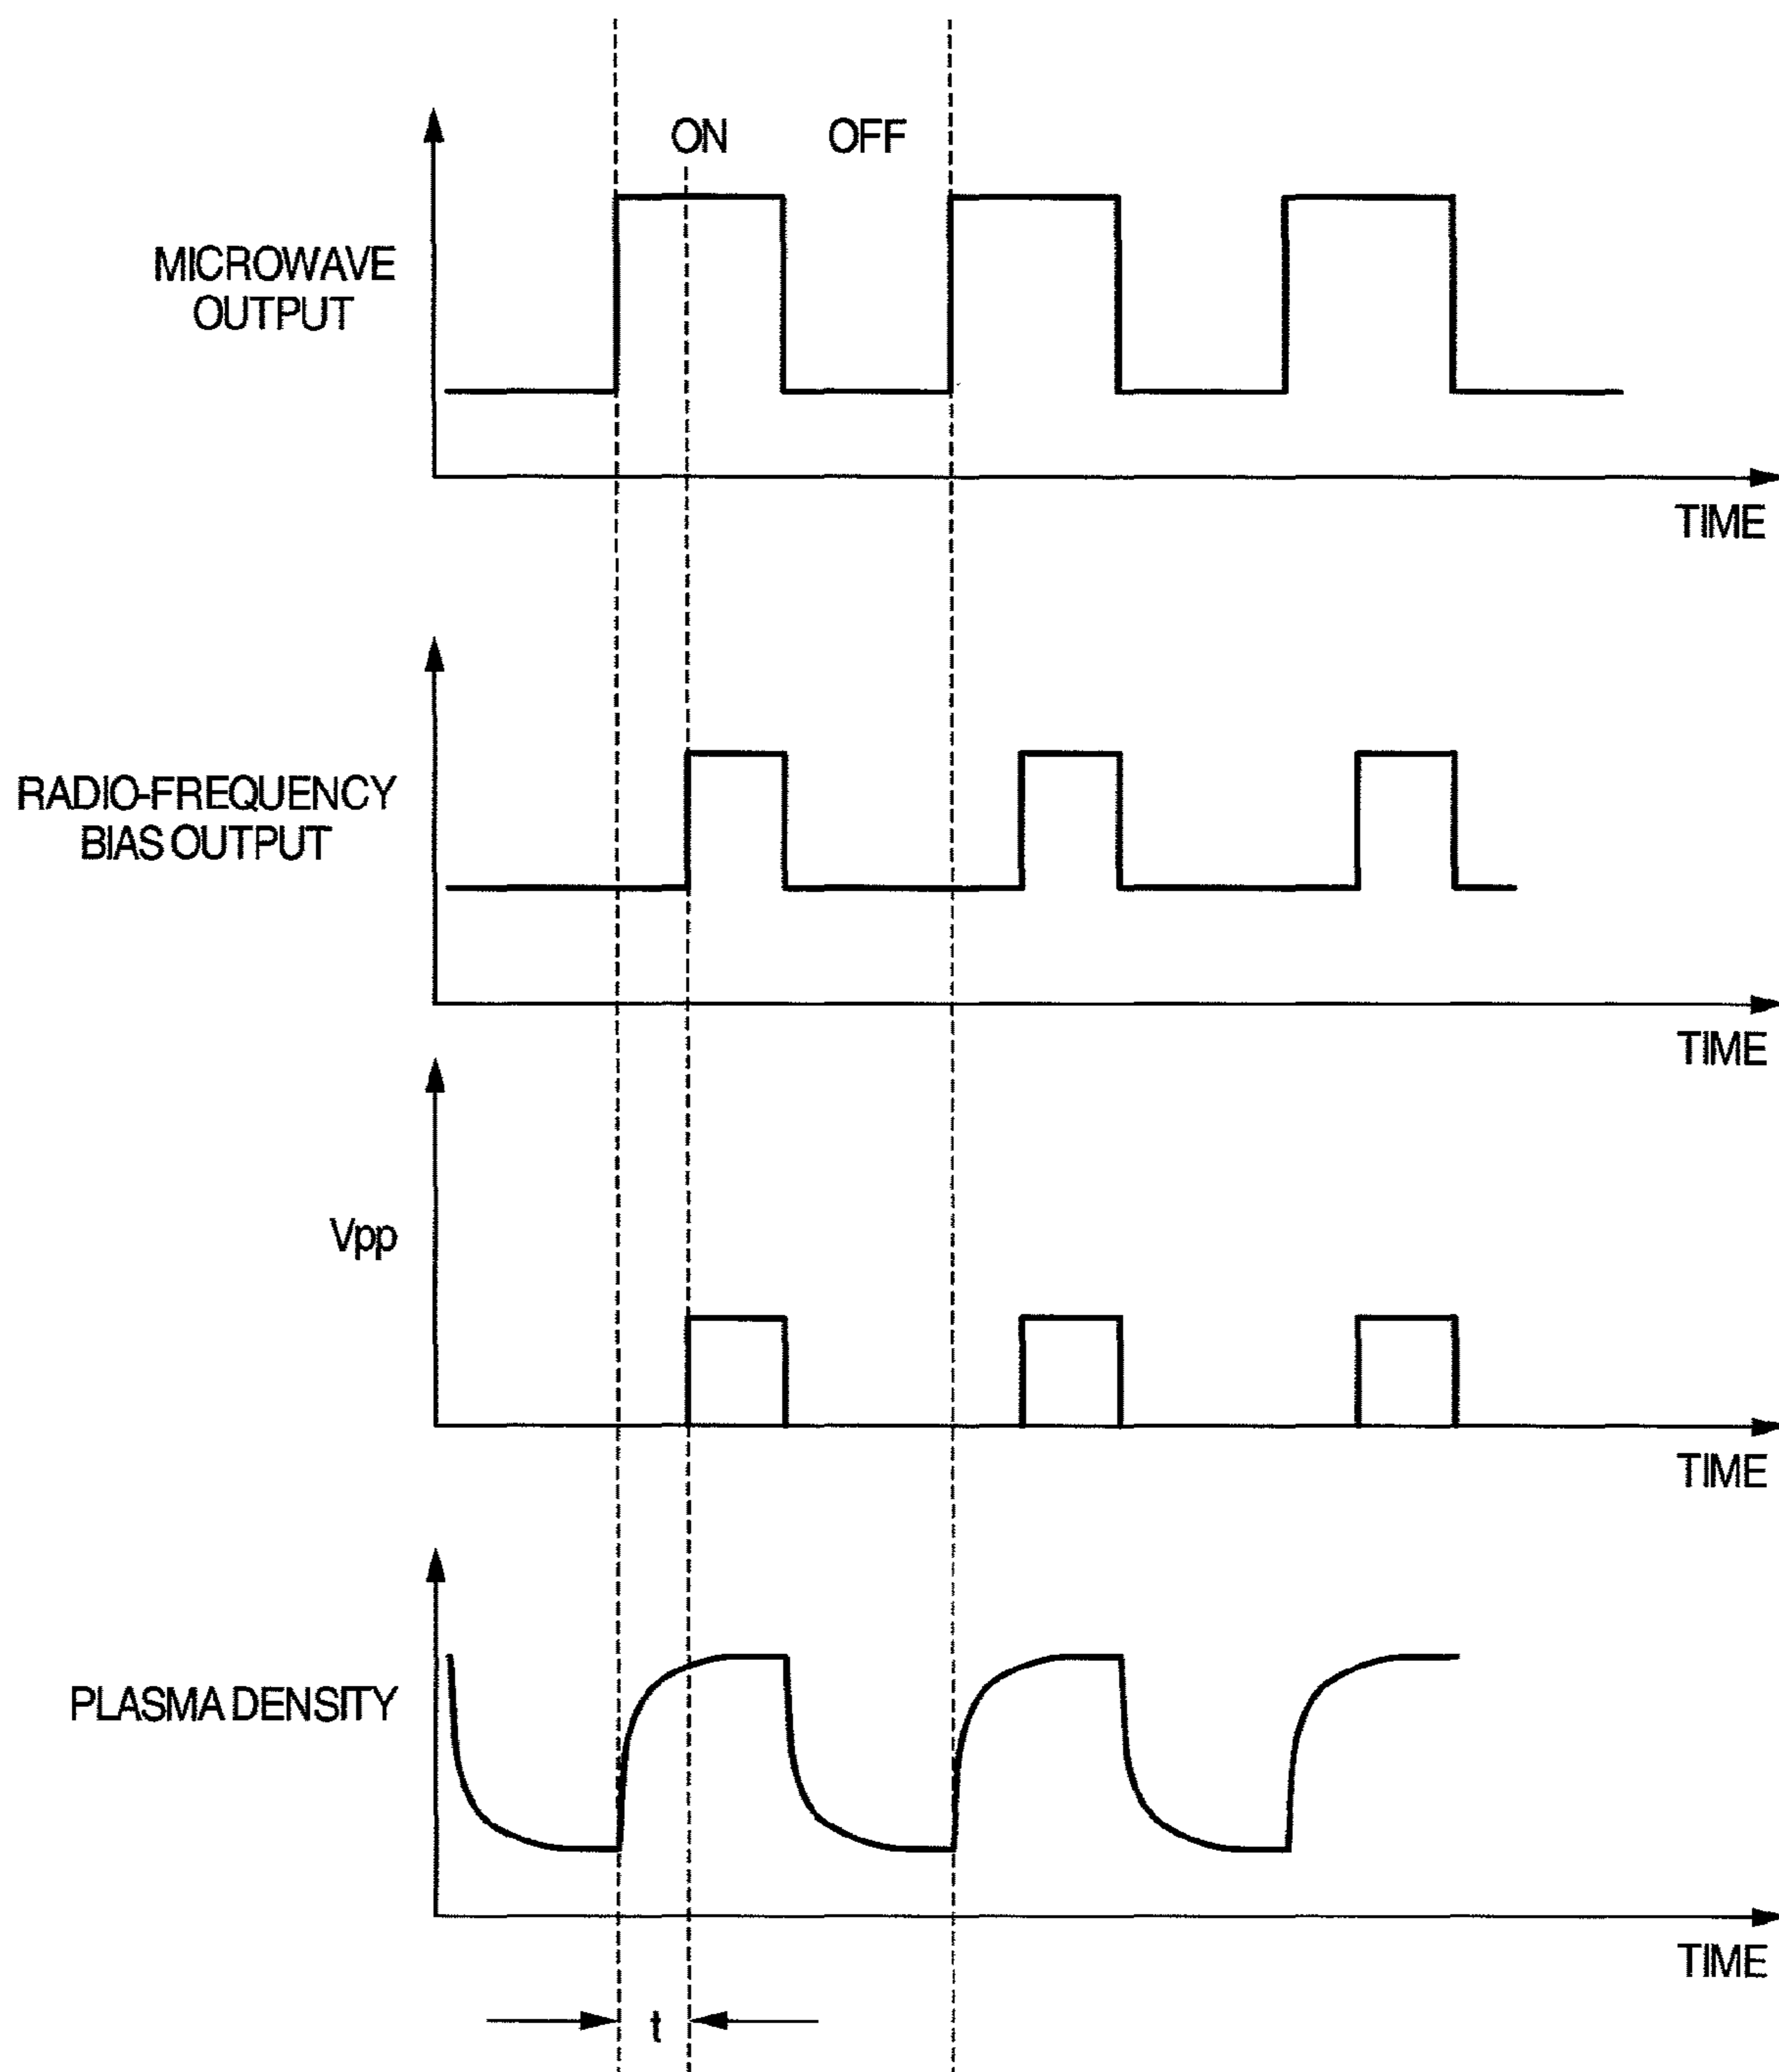 ON OFF
MICROWAVE
OUTPUT
TIME
RADIO-FREQUENCY
BIAS OUTPUT
TIME
Vpp
TIME
PLASMA DENSITY
TIME
t